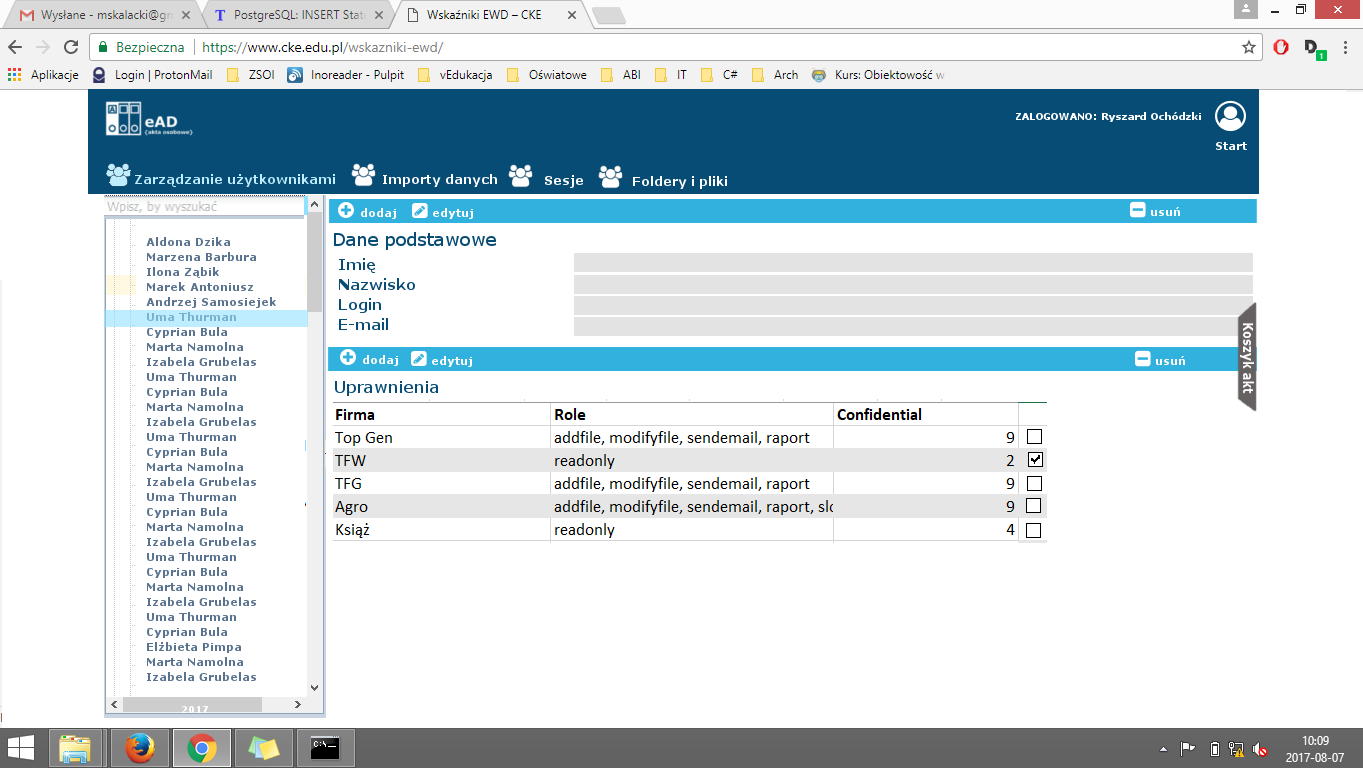 Wysłane - mskalacki@gm
PostgreSQL: INSERT Stat
Wskaźniki EWD – CKE
Bezpieczna
https://www.cke.edu.pl/wskazniki-ewd/
Aplikacje
Login | ProtonMail
ZSOI
Inoreader - Pulpit
vEdukacja
Oświatowe
ABI
IT
C#
Arch
Kurs: Obiektowość w
eAD
(akta osobowe)
ZALOGOWANO: Ryszard Ochódzki
Start
Zarządzanie użytkownikami
Importy danych
Sesje
Foldery i pliki
Wpisz, by wyszukać
Aldona Dzika
Marzena Barbura
Ilona Ząbik
Marek Antoniusz
Andrzej Samosiejek
Uma Thurman
Cyprian Bula
Marta Namolna
Izabela Grubelas
Uma Thurman
Cyprian Bula
Marta Namolna
Izabela Grubelas
Uma Thurman
Cyprian Bula
Marta Namolna
Izabela Grubelas
Uma Thurman
Cyprian Bula
Marta Namolna
Izabela Grubelas
Uma Thurman
Cyprian Bula
Marta Namolna
Izabela Grubelas
Uma Thurman
Cyprian Bula
Elżbieta Pimpa
Marta Namolna
Izabela Grubelas
2017
dodaj edytuj usuń
Dane podstawowe
Imię
Nazwisko
Login
E-mail
Koszyk akt
dodaj edytuj usuń
Uprawnienia
Firma Role Confidential
Top Gen addfile, modifyfile, sendemail, raport 9
TFW readonly 2
TFG addfile, modifyfile, sendemail, raport 9
Agro addfile, modifyfile, sendemail, raport, slo 9
Książ readonly 4
10:09
2017-08-07